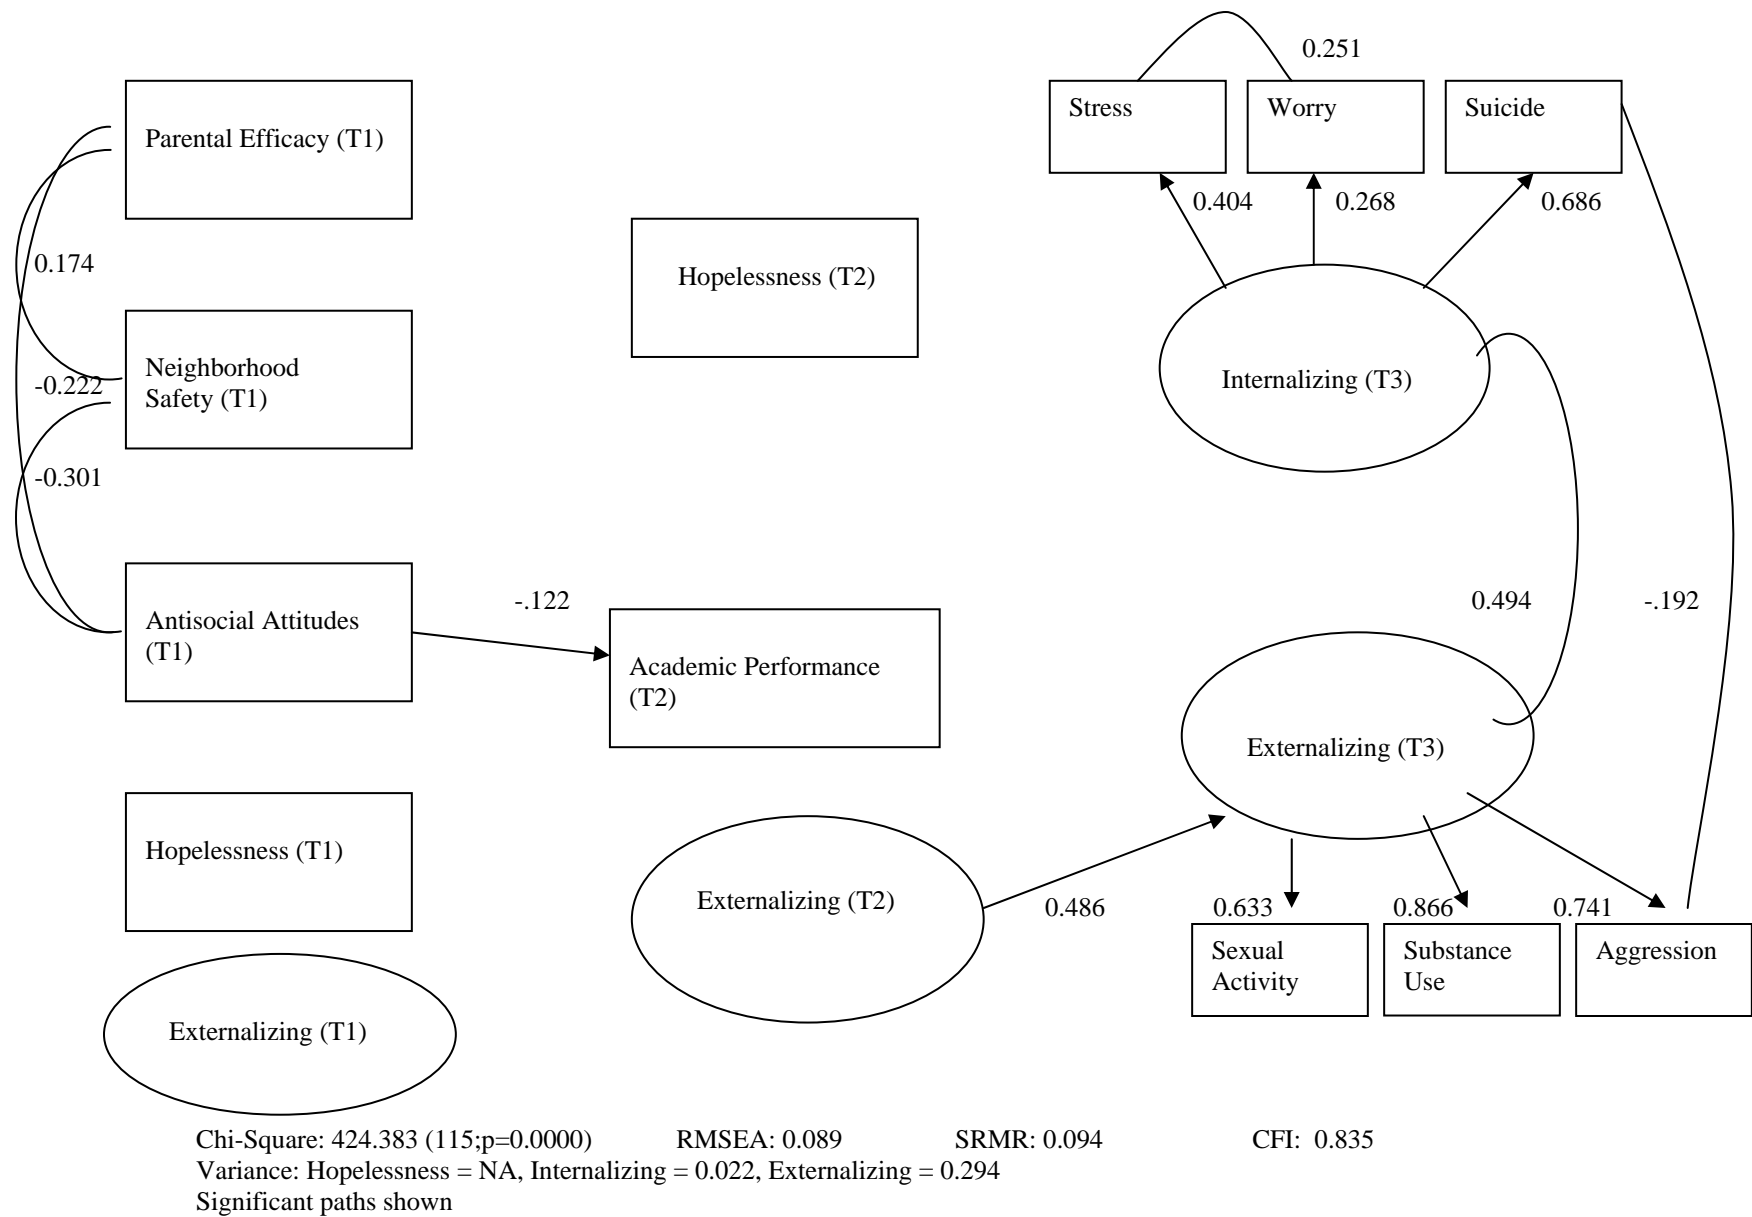 0.251
Stress
Worry
Suicide
Parental Efficacy (T1)
0.404
0.268
0.686
0.174
Hopelessness (T2)
Neighborhood
Safety (T1)
-0.222
Internalizing (T3)
-0.301
-.122
0.494
-.192
Antisocial Attitudes
(T1)
Academic Performance
(T2)
Externalizing (T3)
Hopelessness (T1)
Externalizing (T2)
0.486
0.633
0.866
0.741
Sexual
Activity
Substance
Use
Aggression
Externalizing (T1)
Chi-Square: 424.383 (115;p=0.0000) RMSEA: 0.089 SRMR: 0.094 CFI: 0.835
Variance: Hopelessness = NA, Internalizing = 0.022, Externalizing = 0.294
Significant paths shown